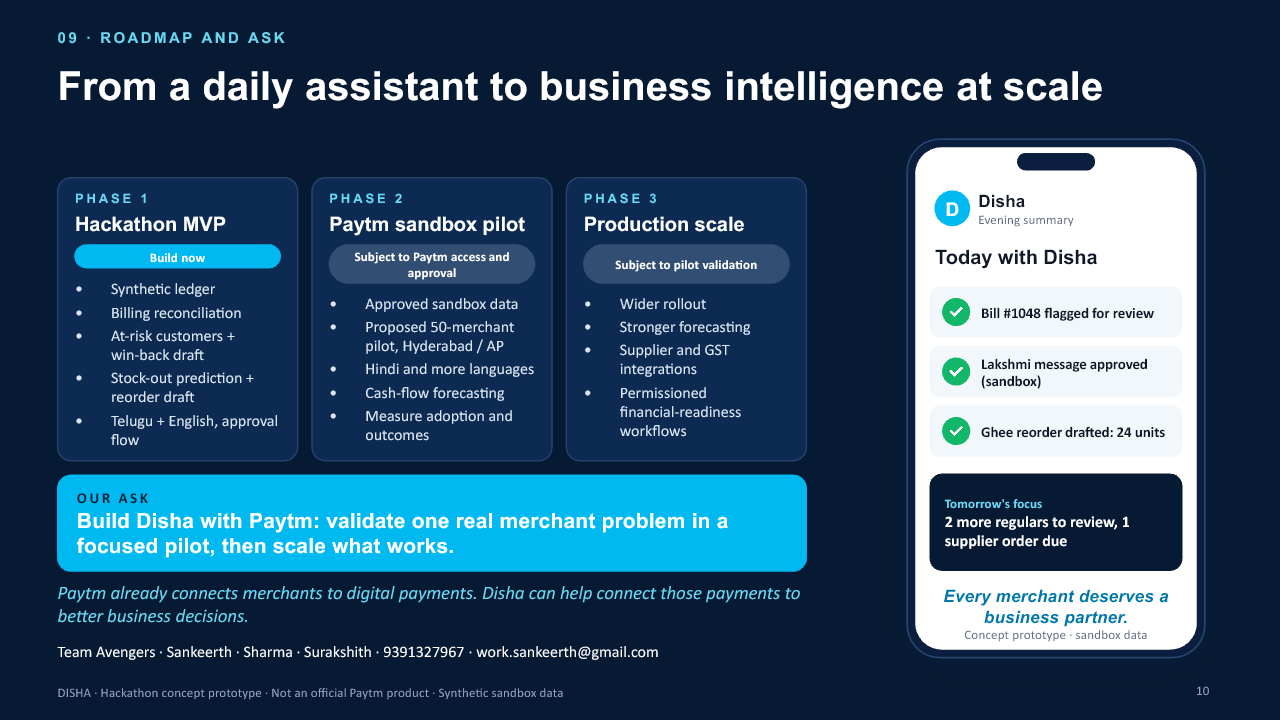 09 · ROADMAP AND ASK
From a daily assistant to business intelligence at scale
PHASE 1
Hackathon MVP
Build now
• Synthetic ledger
• Billing reconciliation
• At-risk customers +
win-back draft
• Stock-out prediction +
reorder draft
• Telugu + English, approval
flow
PHASE 2
Paytm sandbox pilot
Subject to Paytm access and
approval
• Approved sandbox data
• Proposed 50-merchant
pilot, Hyderabad / AP
• Hindi and more languages
• Cash-flow forecasting
• Measure adoption and
outcomes
PHASE 3
Production scale
Subject to pilot validation
• Wider rollout
• Stronger forecasting
• Supplier and GST
integrations
• Permissioned
financial-readiness
workflows
OUR ASK
Build Disha with Paytm: validate one real merchant problem in a
focused pilot, then scale what works.
Paytm already connects merchants to digital payments. Disha can help connect those payments to
better business decisions.
Team Avengers · Sankeerth · Sharma · Surakshith · 9391327967 · work.sankeerth@gmail.com
D
Disha
Evening summary
Today with Disha
Bill #1048 flagged for review
Lakshmi message approved
(sandbox)
Ghee reorder drafted: 24 units
Tomorrow's focus
2 more regulars to review, 1
supplier order due
Every merchant deserves a
business partner.
Concept prototype · sandbox data
DISHA · Hackathon concept prototype · Not an official Paytm product · Synthetic sandbox data
10